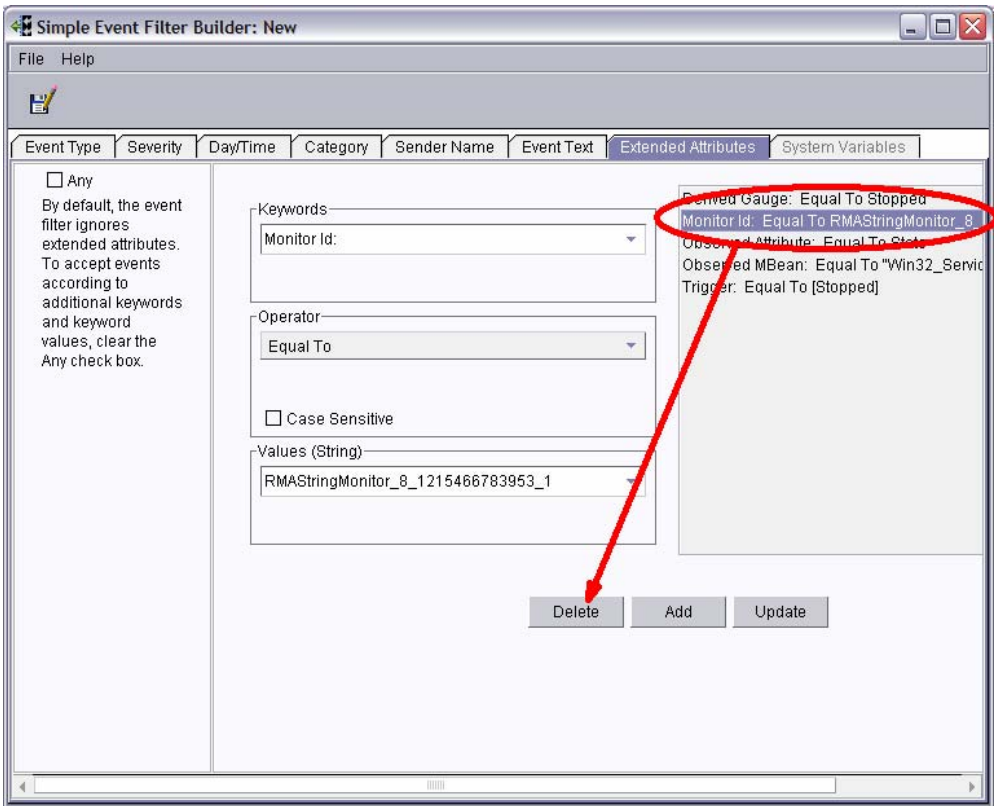 Simple Event Filter Builder: New
File Help
Event Type Severity Day/Time Category Sender Name Event Text Extended Attributes System Variables
Any
By default, the event
filter ignores
extended attributes.
To accept events
according to
additional keywords
and keyword
values, clear the
Any check box.
Keywords
Monitor Id:
Operator
Equal To
Case Sensitive
Values (String)
RMAStringMonitor_8_1215466783953_1
Derived Gauge: Equal To Stopped
Monitor Id: Equal To RMAStringMonitor_8_
Observed Attribute: Equal To State
Observed MBean: Equal To "Win32_Servic
Trigger: Equal To [Stopped]
Delete Add Update